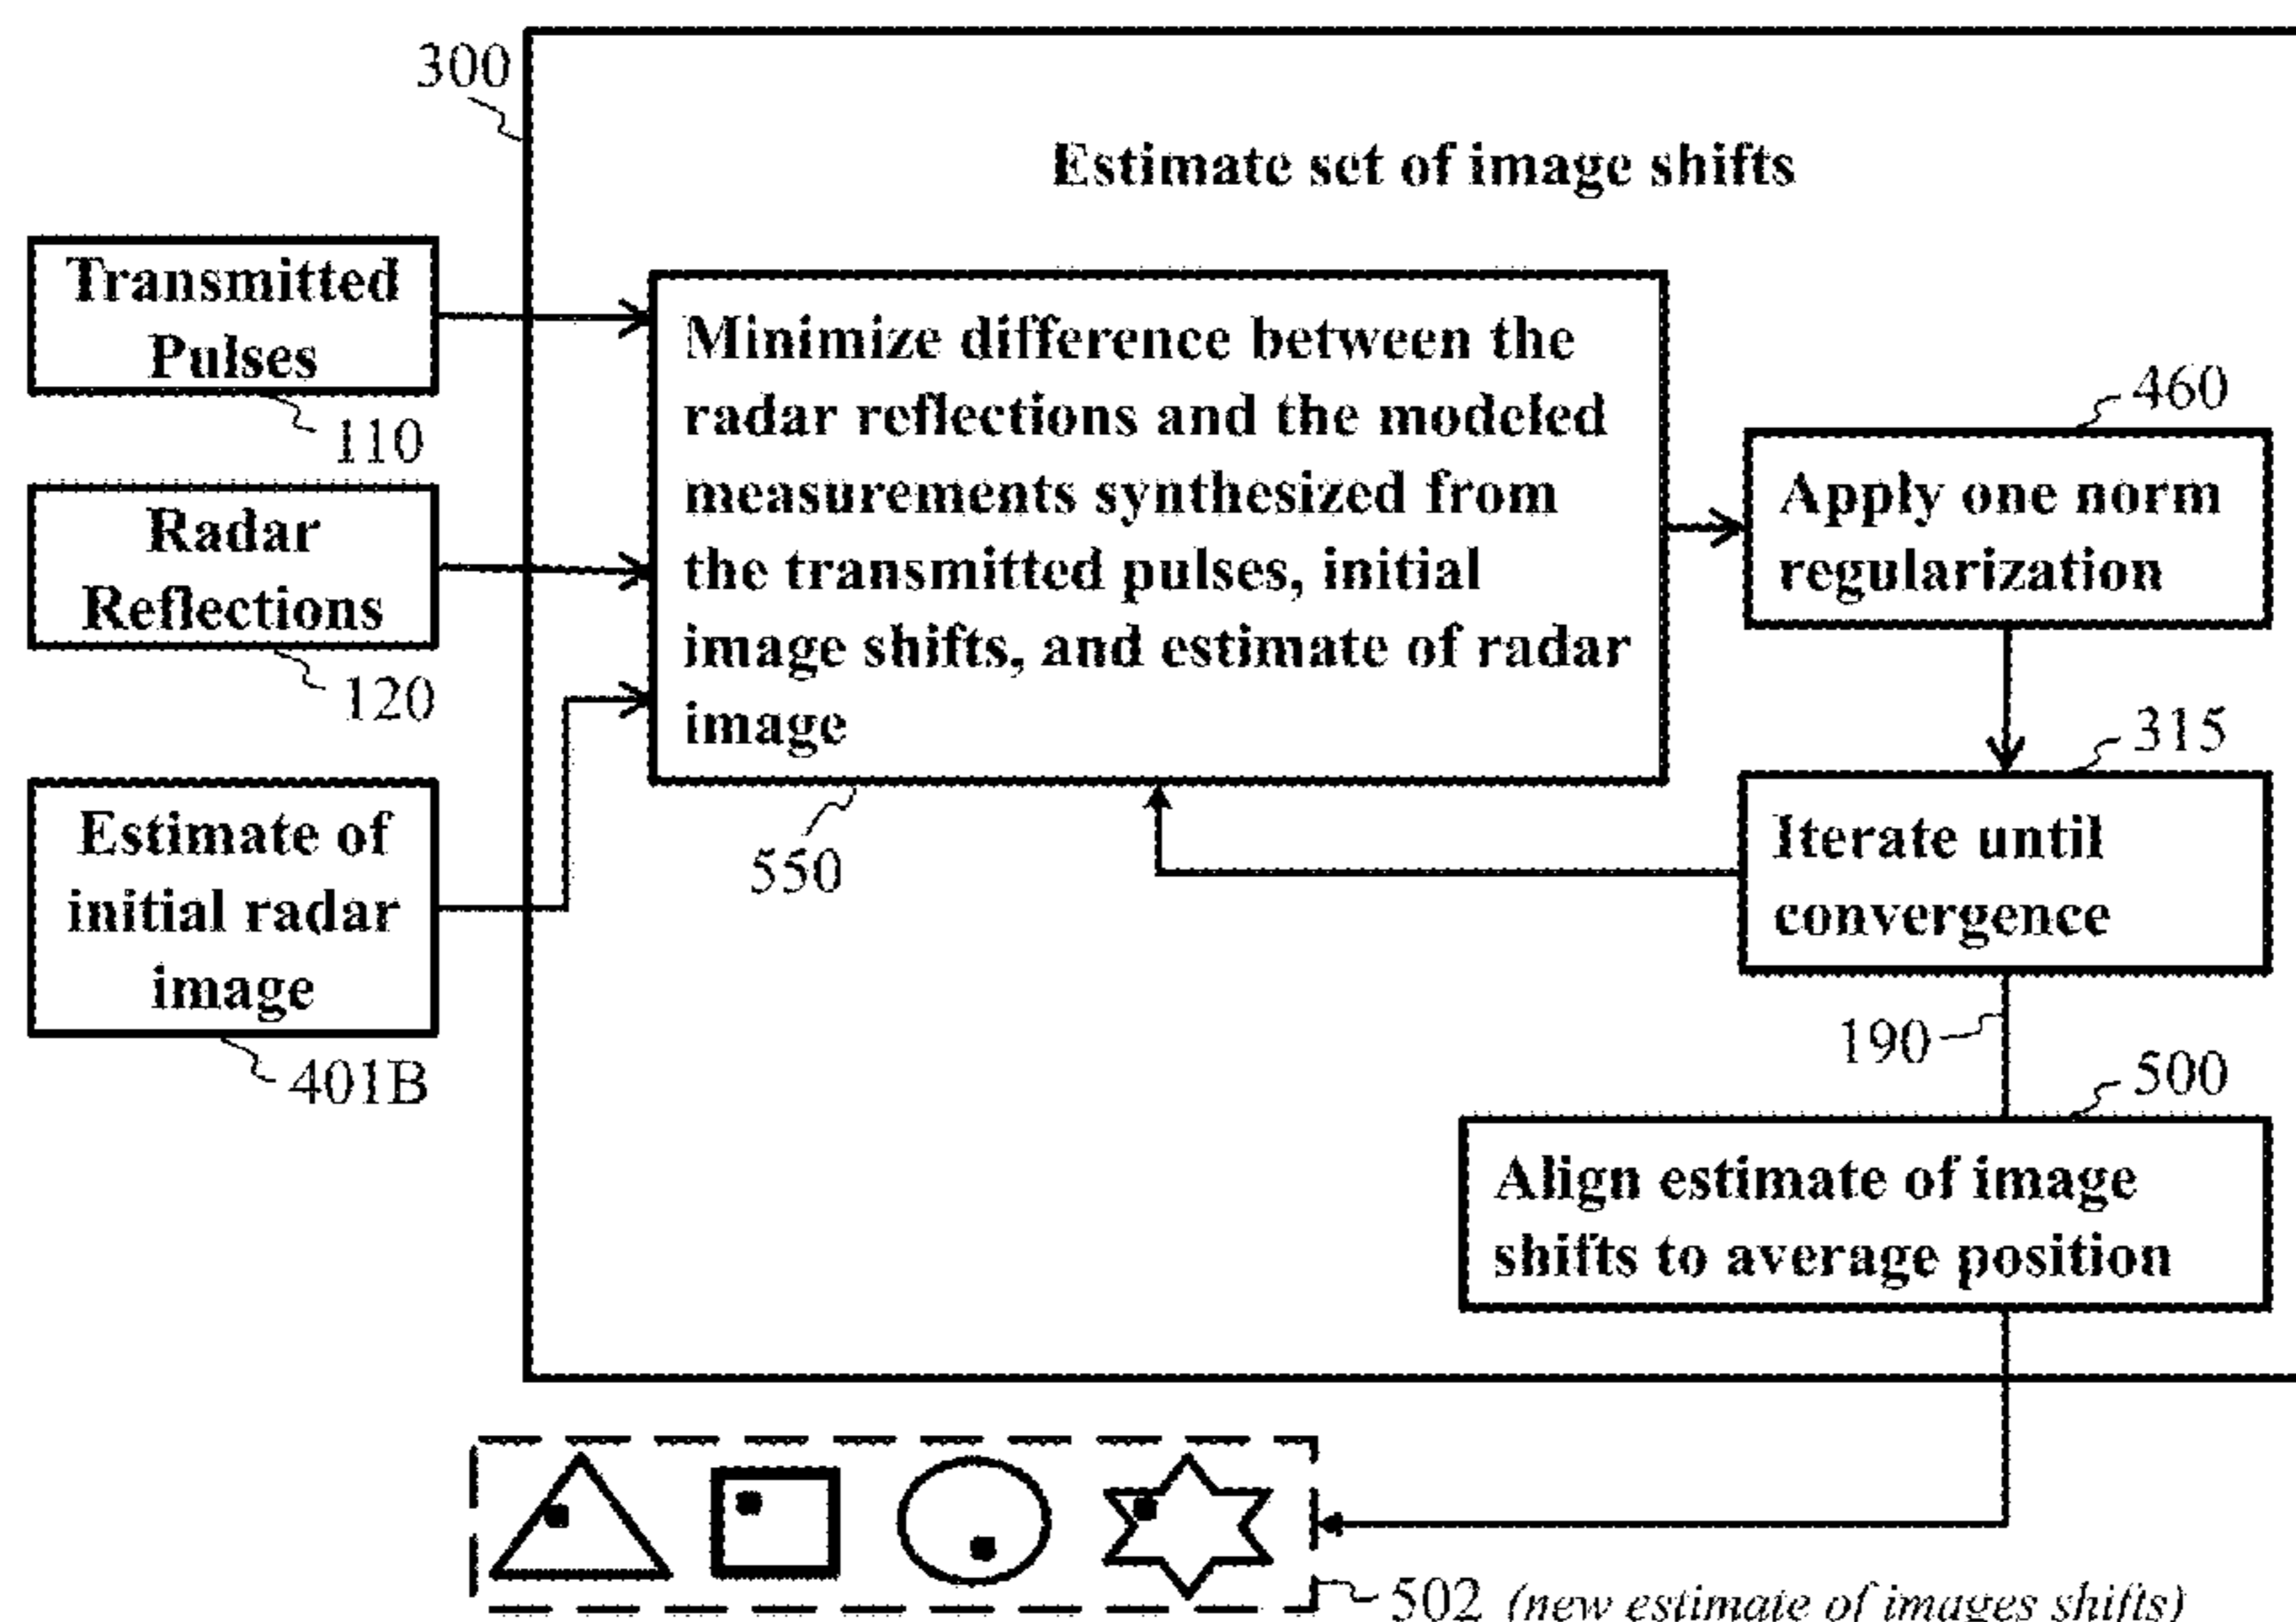 300
Estimate set of image shifts
Transmitted
Pulses
110
Radar
Reflections
120
Estimate of
initial radar
image
401B
Minimize difference between the
radar reflections and the modeled
measurements synthesized from
the transmitted pulses, initial
image shifts, and estimate of radar
image
550
460
Apply one norm
regularization
315
Iterate until
convergence
190
500
Align estimate of image
shifts to average position
502 (new estimate of images shifts)